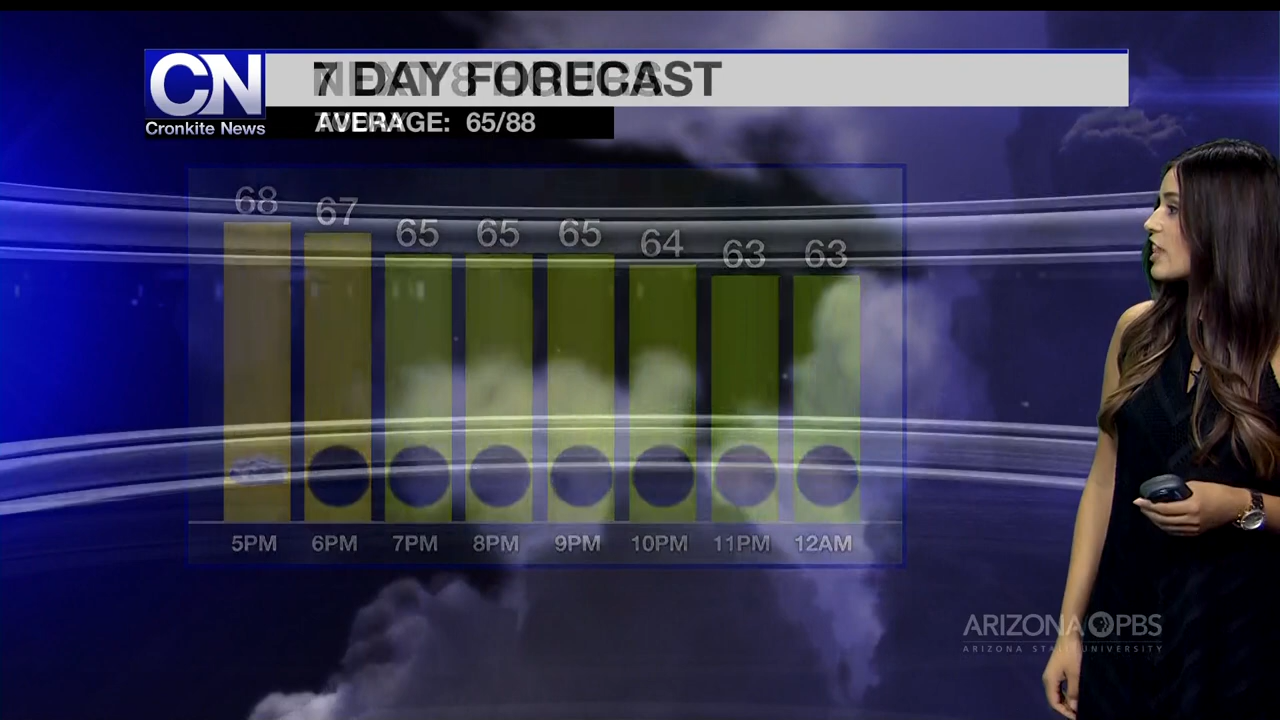 CN
Cronkite News
7 DAY FORECAST
AVERAGE: 65/88
68 67 65 65 65 64 63 63
5PM 6PM 7PM 8PM 9PM 10PM 11PM 12AM
ARIZONA PBS
ARIZONA STATE UNIVERSITY